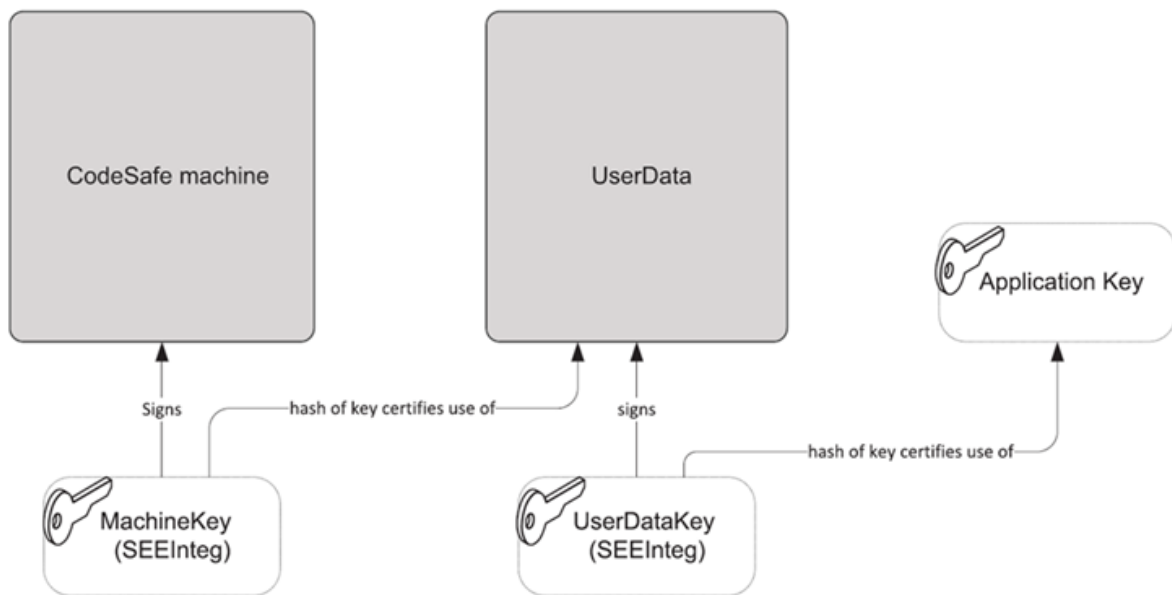 CodeSafe machine
UserData
Application Key
Signs
hash of key certifies use of
signs
hash of key certifies use of
MachineKey
(SEEInteg)
UserDataKey
(SEEInteg)